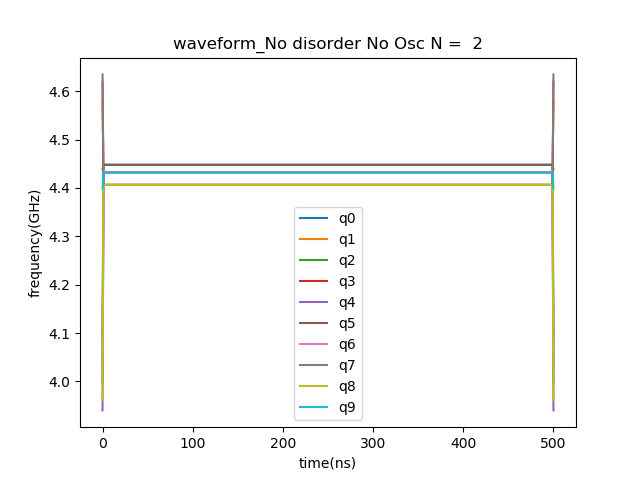 waveform_No disorder No Osc N =  2
frequency(GHz)
4.6
4.5
4.4
4.3
4.2
4.1
4.0
q0
q1
q2
q3
q4
q5
q6
q7
q8
q9
0
100
200
300
400
500
time(ns)